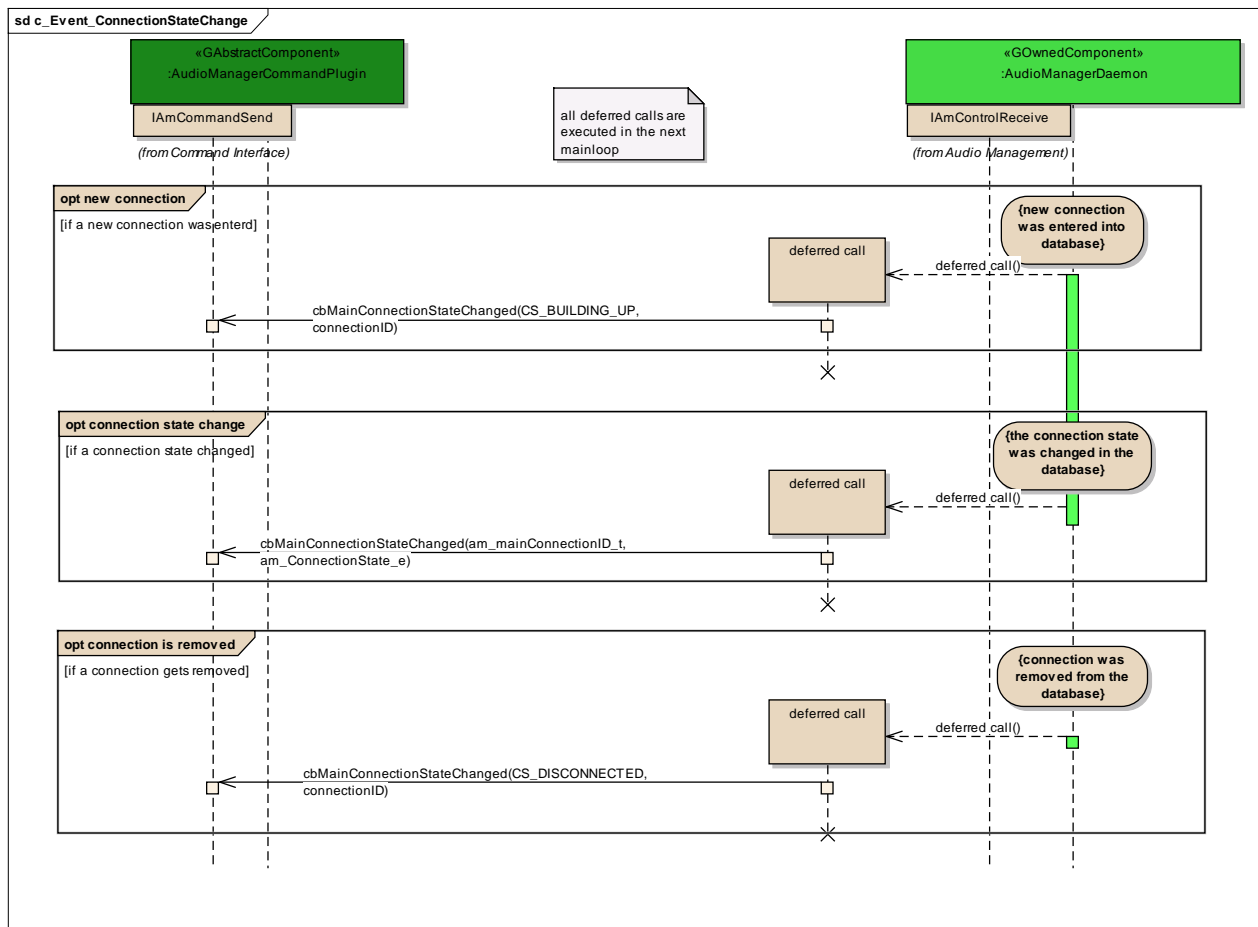 sd c_Event_ConnectionStateChange
«GAbstractComponent»
:AudioManagerCommandPlugin
«GOwnedComponent»
:AudioManagerDaemon
IAmCommandSend
(from Command Interface)
all deferred calls are
executed in the next
mainloop
IAmControlReceive
(from Audio Management)
opt new connection
[if a new connection was enterd]
{new connection
was entered into
database}
deferred call
deferred call()
cbMainConnectionStateChanged(CS_BUILDING_UP,
connectionID)
opt connection state change
[if a connection state changed]
{the connection state
was changed in the
database}
deferred call
deferred call()
cbMainConnectionStateChanged(am_mainConnectionID_t,
am_ConnectionState_e)
opt connection is removed
[if a connection gets removed]
{connection was
removed from the
database}
deferred call
deferred call()
cbMainConnectionStateChanged(CS_DISCONNECTED,
connectionID)